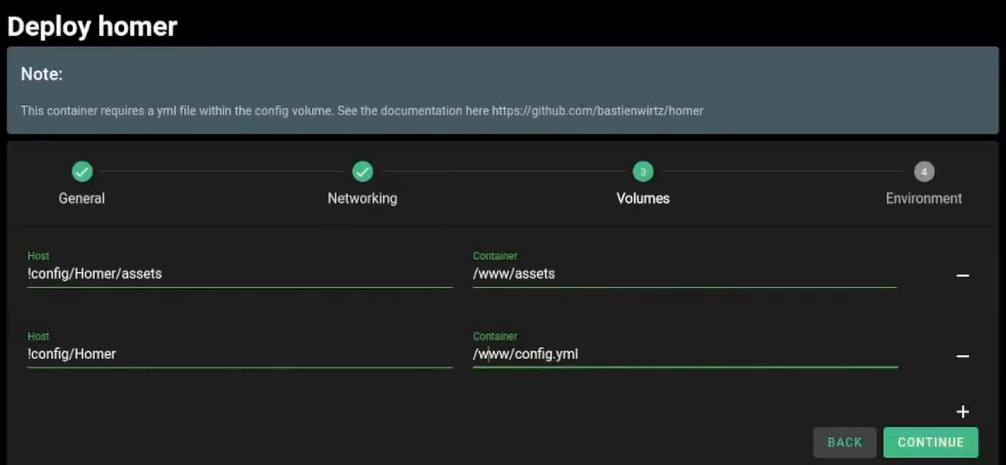 Deploy homer
Note:
This container requires a yml file within the config volume. See the documentation here https://github.com/bastienwirtz/homer
3
4
General
Networking
Volumes
Environment
Host
Container
!config/Homer/assets
/www/assets
Host
Container
!config/Homer
/www/config.yml
BACK
CONTINUE